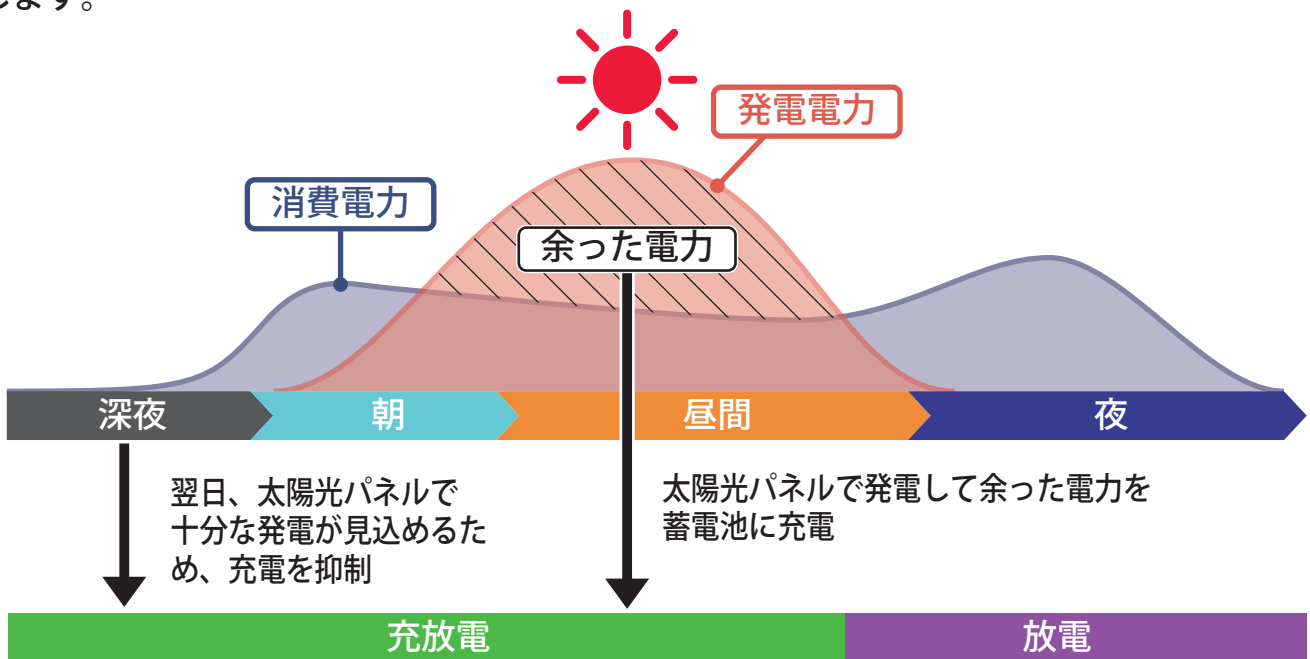 します。
発電電力
消費電力
余った電力
深夜
朝
昼間
夜
翌日、太陽光パネルで
十分な発電が見込めるた
め、充電を抑制
太陽光パネルで発電して余った電力を
蓄電池に充電
充放電
放電